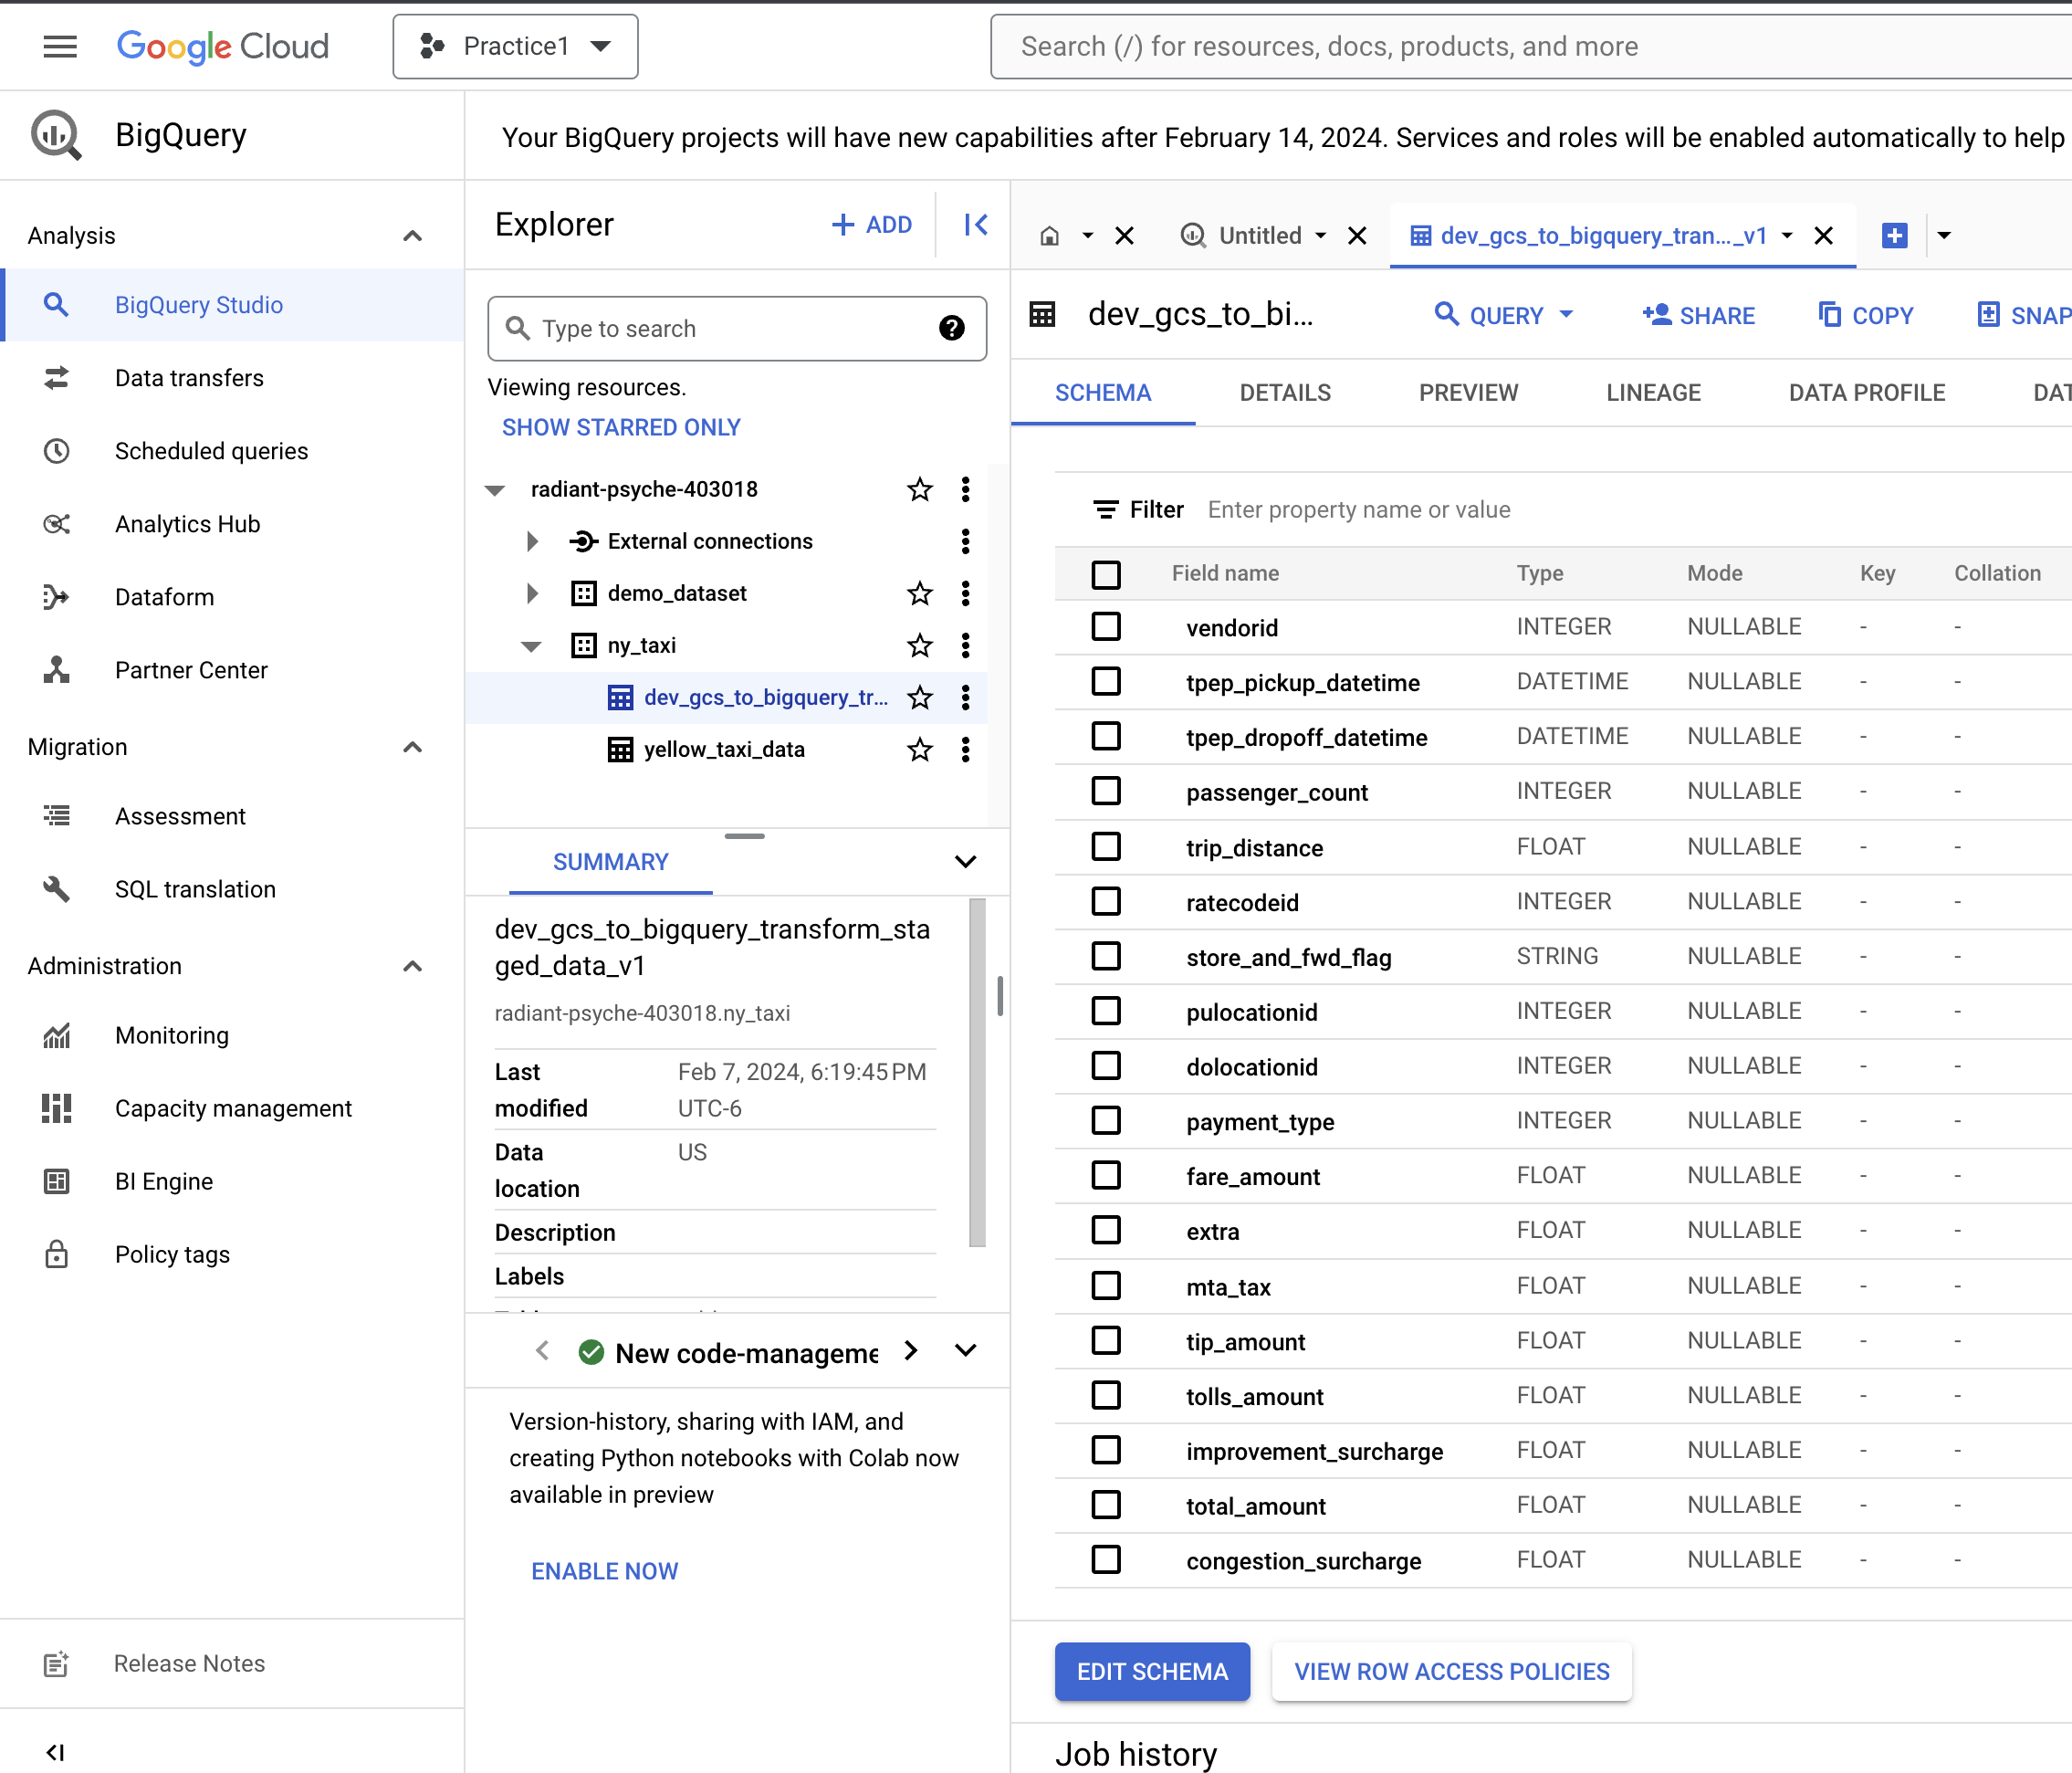 Google Cloud
Practice1
Search (/) for resources, docs, products, and more
BigQuery
Your BigQuery projects will have new capabilities after February 14, 2024. Services and roles will be enabled automatically to help
Analysis
BigQuery Studio
Data transfers
Scheduled queries
Analytics Hub
Dataform
Partner Center
Migration
Assessment
SQL translation
Administration
Monitoring
Capacity management
BI Engine
Policy tags
Release Notes
Explorer
+ ADD
Type to search
Viewing resources.
SHOW STARRED ONLY
radiant-psyche-403018
External connections
demo_dataset
ny_taxi
dev_gcs_to_bigquery_tr...
yellow_taxi_data
SUMMARY
dev_gcs_to_bigquery_transform_sta
ged_data_v1
radiant-psyche-403018.ny_taxi
Last modified Feb 7, 2024, 6:19:45 PM UTC-6
Data location US
Description
Labels
New code-manageme
Version-history, sharing with IAM, and
creating Python notebooks with Colab now
available in preview
ENABLE NOW
Untitled
dev_gcs_to_bigquery_tran..._v1
dev_gcs_to_bi...
QUERY SHARE COPY SNAP
SCHEMA DETAILS PREVIEW LINEAGE DATA PROFILE DAT
Filter Enter property name or value
Field name Type Mode Key Collation
vendorid INTEGER NULLABLE - -
tpep_pickup_datetime DATETIME NULLABLE - -
tpep_dropoff_datetime DATETIME NULLABLE - -
passenger_count INTEGER NULLABLE - -
trip_distance FLOAT NULLABLE - -
ratecodeid INTEGER NULLABLE - -
store_and_fwd_flag STRING NULLABLE - -
pulocationid INTEGER NULLABLE - -
dolocationid INTEGER NULLABLE - -
payment_type INTEGER NULLABLE - -
fare_amount FLOAT NULLABLE - -
extra FLOAT NULLABLE - -
mta_tax FLOAT NULLABLE - -
tip_amount FLOAT NULLABLE - -
tolls_amount FLOAT NULLABLE - -
improvement_surcharge FLOAT NULLABLE - -
total_amount FLOAT NULLABLE - -
congestion_surcharge FLOAT NULLABLE - -
EDIT SCHEMA VIEW ROW ACCESS POLICIES
Job history